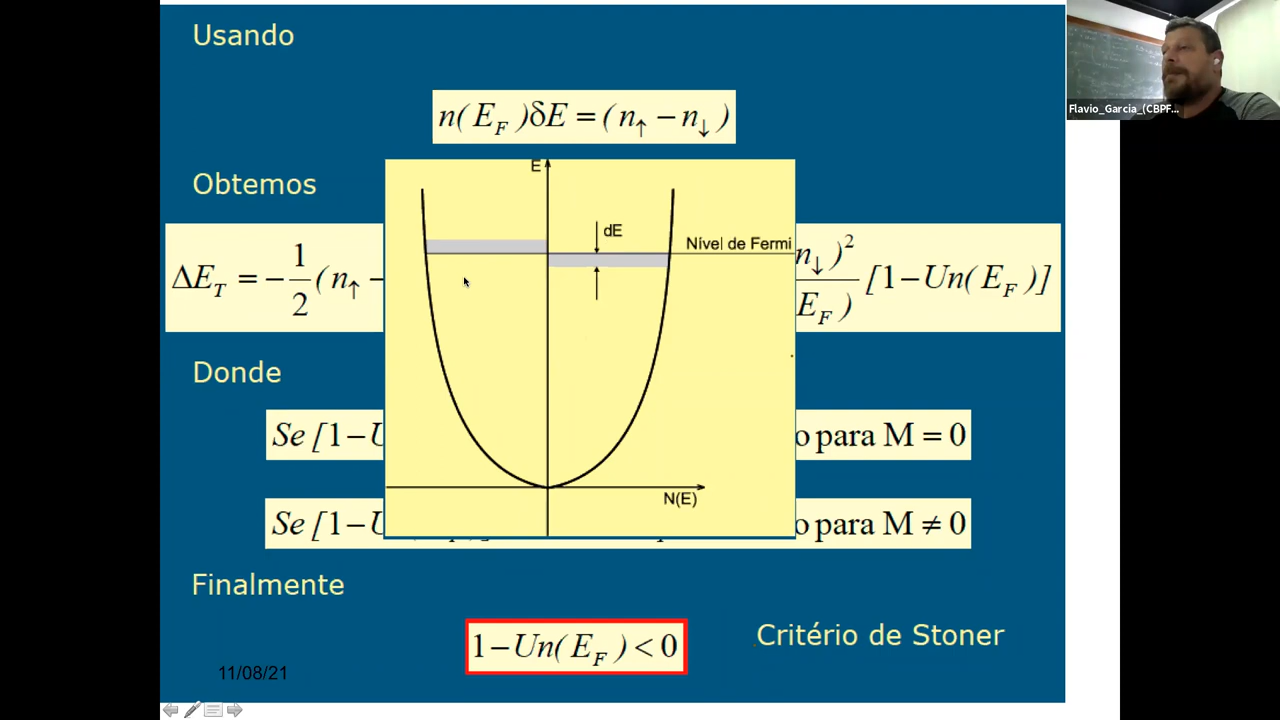 Usando
Flavio_Garcia_(CBPF...
n(E_F)δE = (n↑ − n↓)
Obtemos
E
dE
Nível de Fermi
ΔE_T = −1/2 (n↑ −
n↓)²
E_F) [1−Un(E_F)]
Donde
Se [1−U
o para M = 0
N(E)
Se [1−U
o para M ≠ 0
Finalmente
1−Un(E_F) < 0
Critério de Stoner
11/08/21